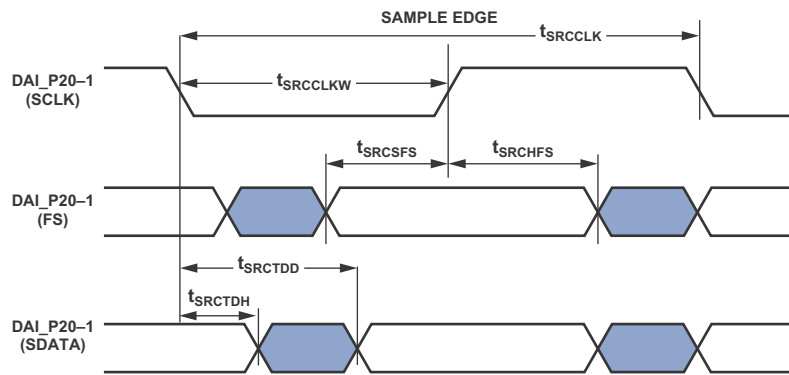 SAMPLE EDGE
tSRCCLK
DAI_P20–1
(SCLK)
tSRCCLKW
tSRCSFS
tSRCHFS
DAI_P20–1
(FS)
tSRCTDD
tSRCTDH
DAI_P20–1
(SDATA)